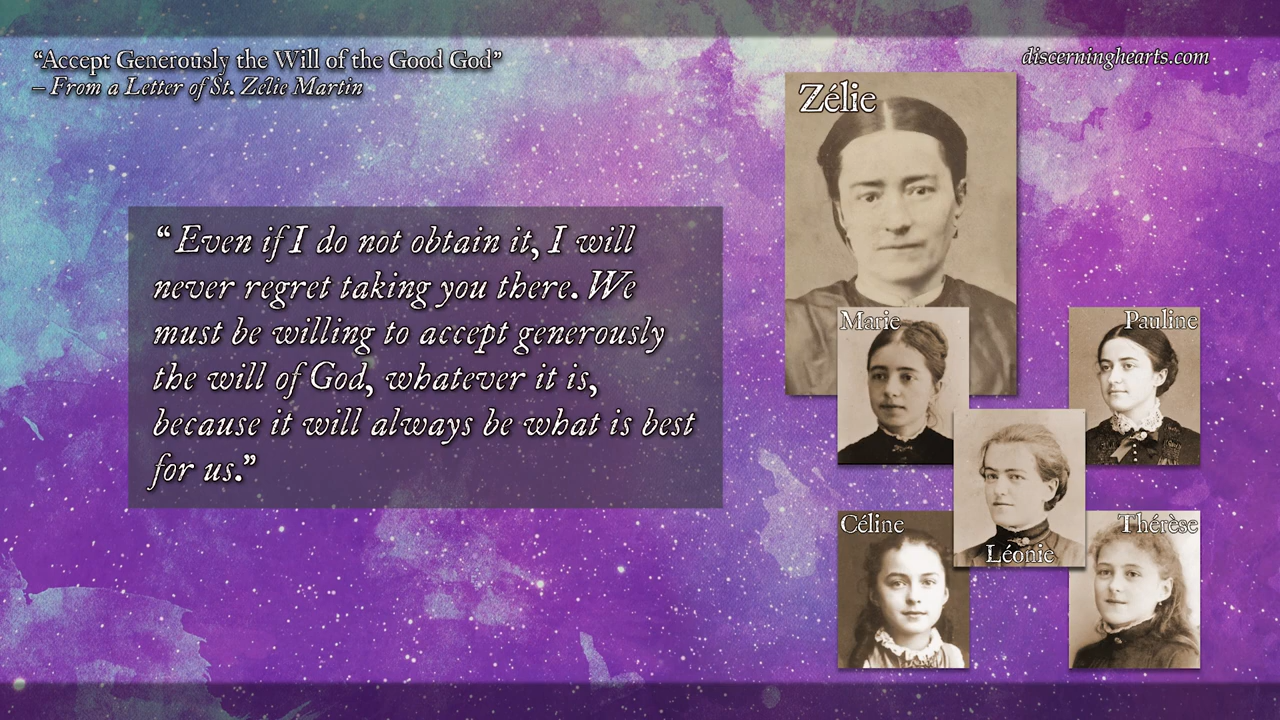 “Accept Generously the Will of the Good God”
– From a Letter of St. Zélie Martin
discerninghearts.com
Zélie
“Even if I do not obtain it, I will
never regret taking you there. We
must be willing to accept generously
the will of God, whatever it is,
because it will always be what is best
for us.”
Marie
Pauline
Céline
Léonie
Thérèse